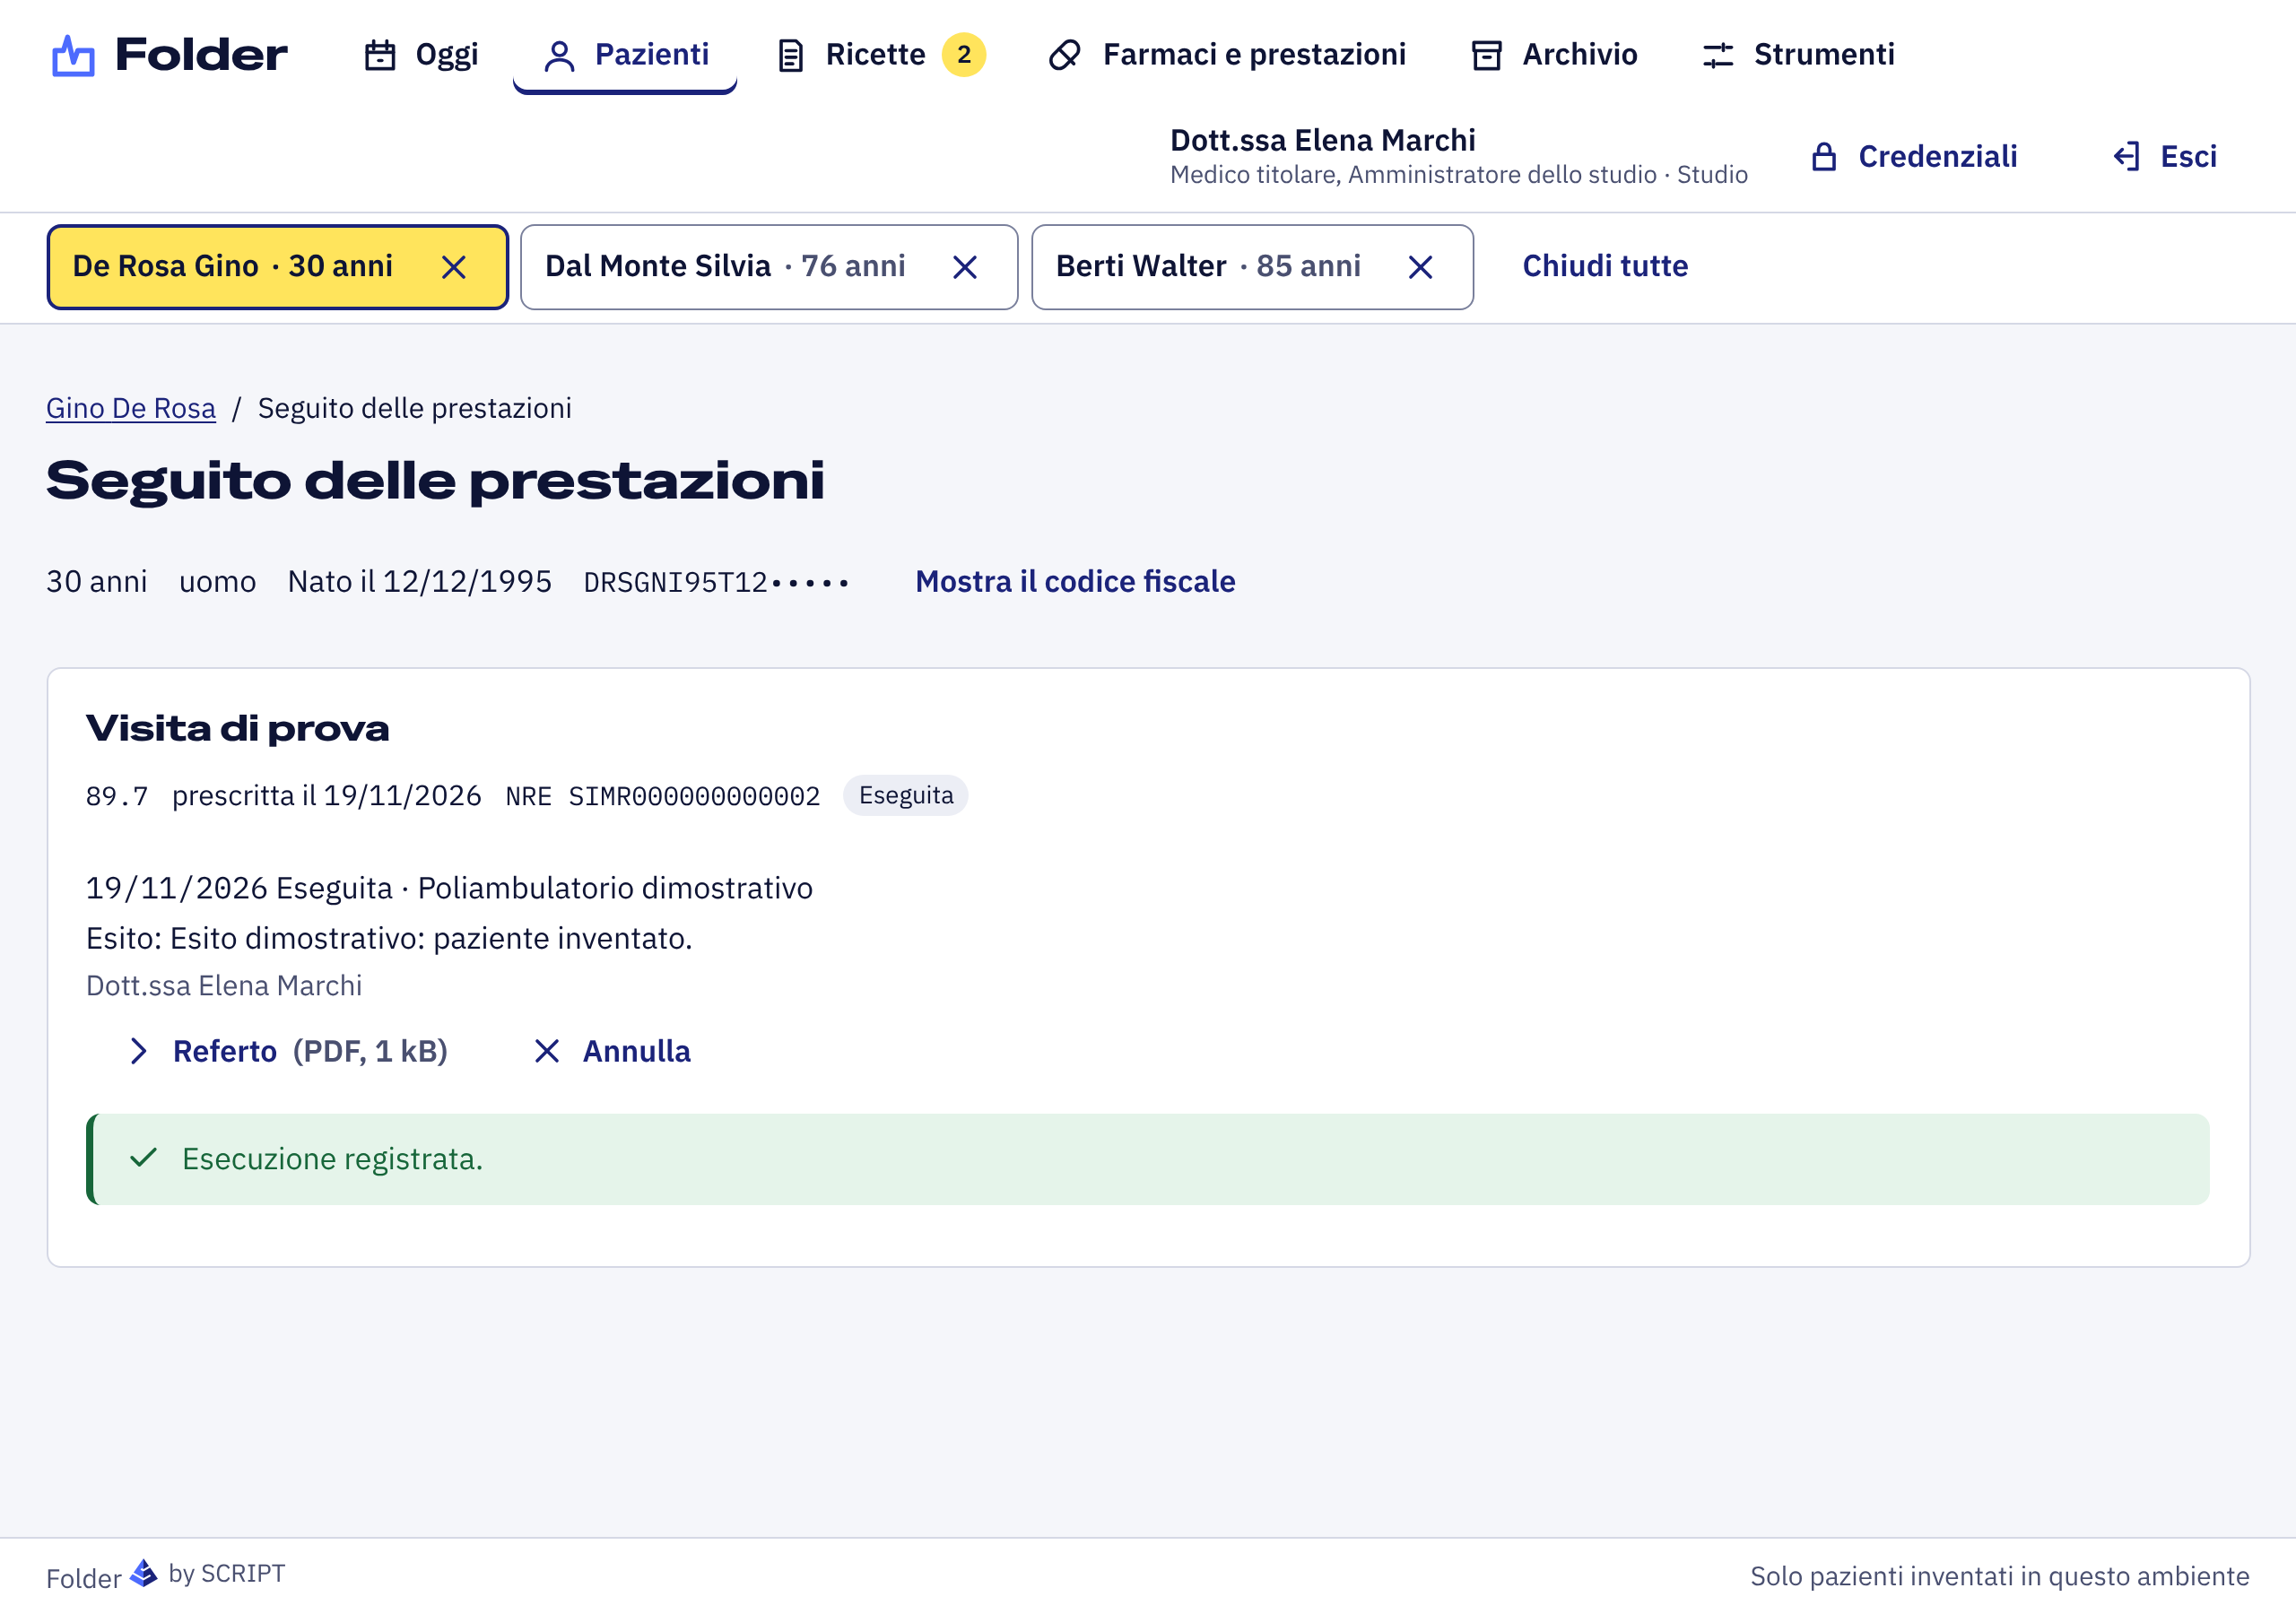 Folder
Oggi
Pazienti
Ricette 2
Farmaci e prestazioni
Archivio
Strumenti
Dott.ssa Elena Marchi
Medico titolare, Amministratore dello studio · Studio
Credenziali
Esci
De Rosa Gino · 30 anni
Dal Monte Silvia · 76 anni
Berti Walter · 85 anni
Chiudi tutte
Gino De Rosa / Seguito delle prestazioni
Seguito delle prestazioni
30 anni uomo Nato il 12/12/1995 DRSGNI95T12••••• Mostra il codice fiscale
Visita di prova
89.7 prescritta il 19/11/2026 NRE SIMR000000000002 Eseguita
19/11/2026 Eseguita · Poliambulatorio dimostrativo
Esito: Esito dimostrativo: paziente inventato.
Dott.ssa Elena Marchi
Referto (PDF, 1 kB) Annulla
Esecuzione registrata.
Folder by SCRIPT
Solo pazienti inventati in questo ambiente